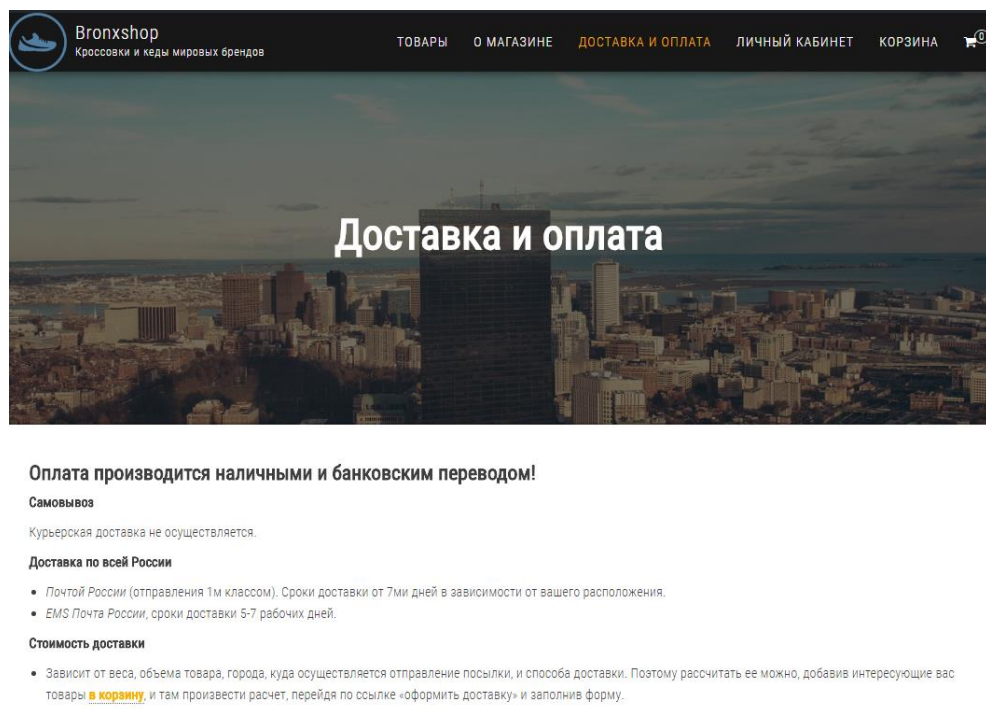 Bronxshop
Кроссовки и кеды мировых брендов
ТОВАРЫ О МАГАЗИНЕ ДОСТАВКА И ОПЛАТА ЛИЧНЫЙ КАБИНЕТ КОРЗИНА 0
Доставка и оплата
Оплата производится наличными и банковским переводом!
Самовывоз
Курьерская доставка не осуществляется.
Доставка по всей России
• Почтой России (отправления 1м классом). Сроки доставки от 7ми дней в зависимости от вашего расположения.
• EMS Почта России, сроки доставки 5-7 рабочих дней.
Стоимость доставки
• Зависит от веса, объема товара, города, куда осуществляется отправление посылки, и способа доставки. Поэтому рассчитать ее можно, добавив интересующие вас
товары в корзину, и там произвести расчет, перейдя по ссылке «оформить доставку» и заполнив форму.